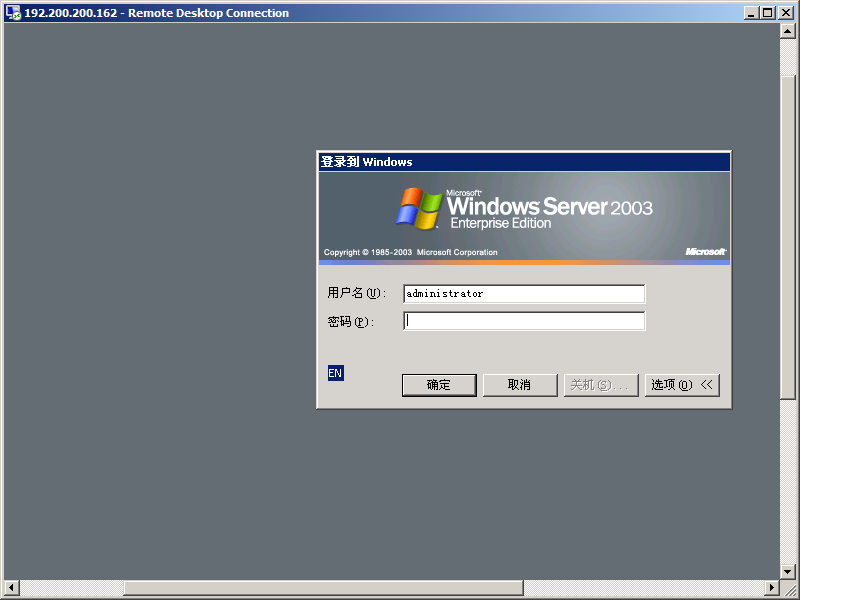 192.200.200.162 - Remote Desktop Connection
登录到 Windows
Microsoft
Windows Server 2003
Enterprise Edition
Copyright © 1985-2003 Microsoft Corporation Microsoft
用户名(U): administrator
密码(P):
EN
确定 取消 关机(S)... 选项(O) <<